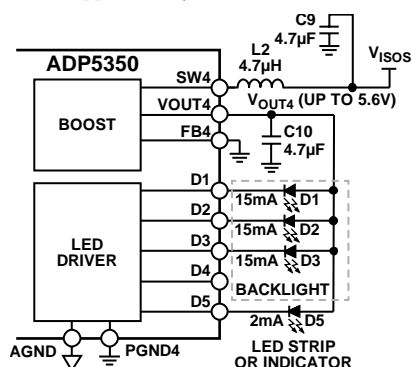 C9
4.7µF
L2
4.7µH
VISOS
ADP5350
SW4
VOUT4
VOUT4 (UP TO 5.6V)
BOOST
FB4
C10
4.7µF
D1
15mA D1
D2
15mA D2
LED
DRIVER
D3
15mA D3
D4
BACKLIGHT
D5
2mA D5
AGND
PGND4
LED STRIP
OR INDICATOR